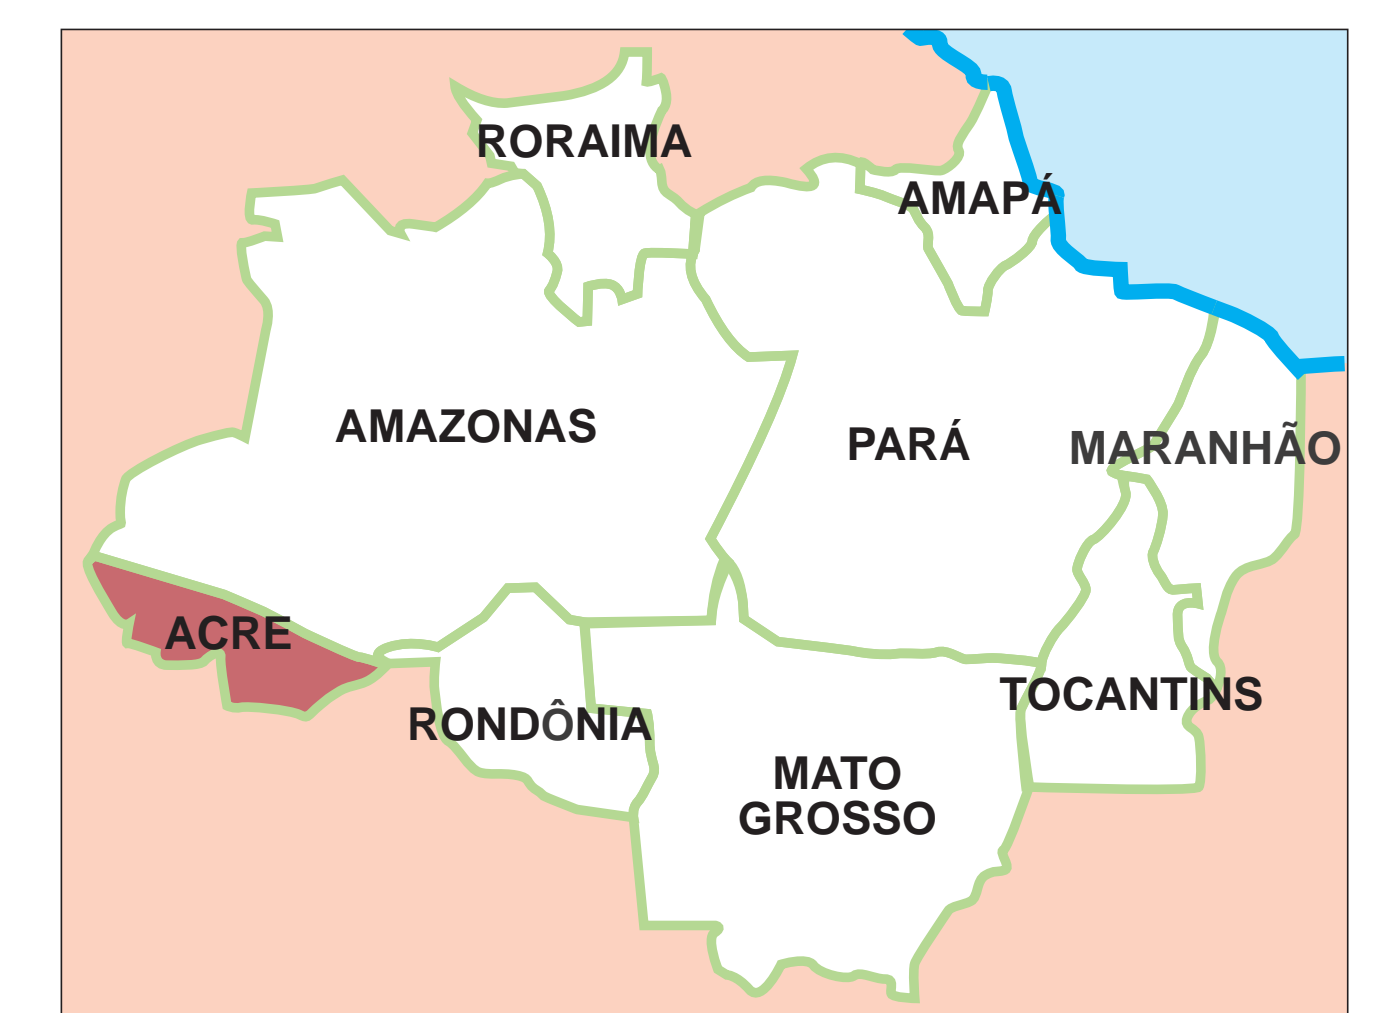 RORAIMA
AMAPÁ
AMAZONAS
PARÁ
MARANHÃO
ACRE
TOCANTINS
RONDÔNIA
MATO
GROSSO